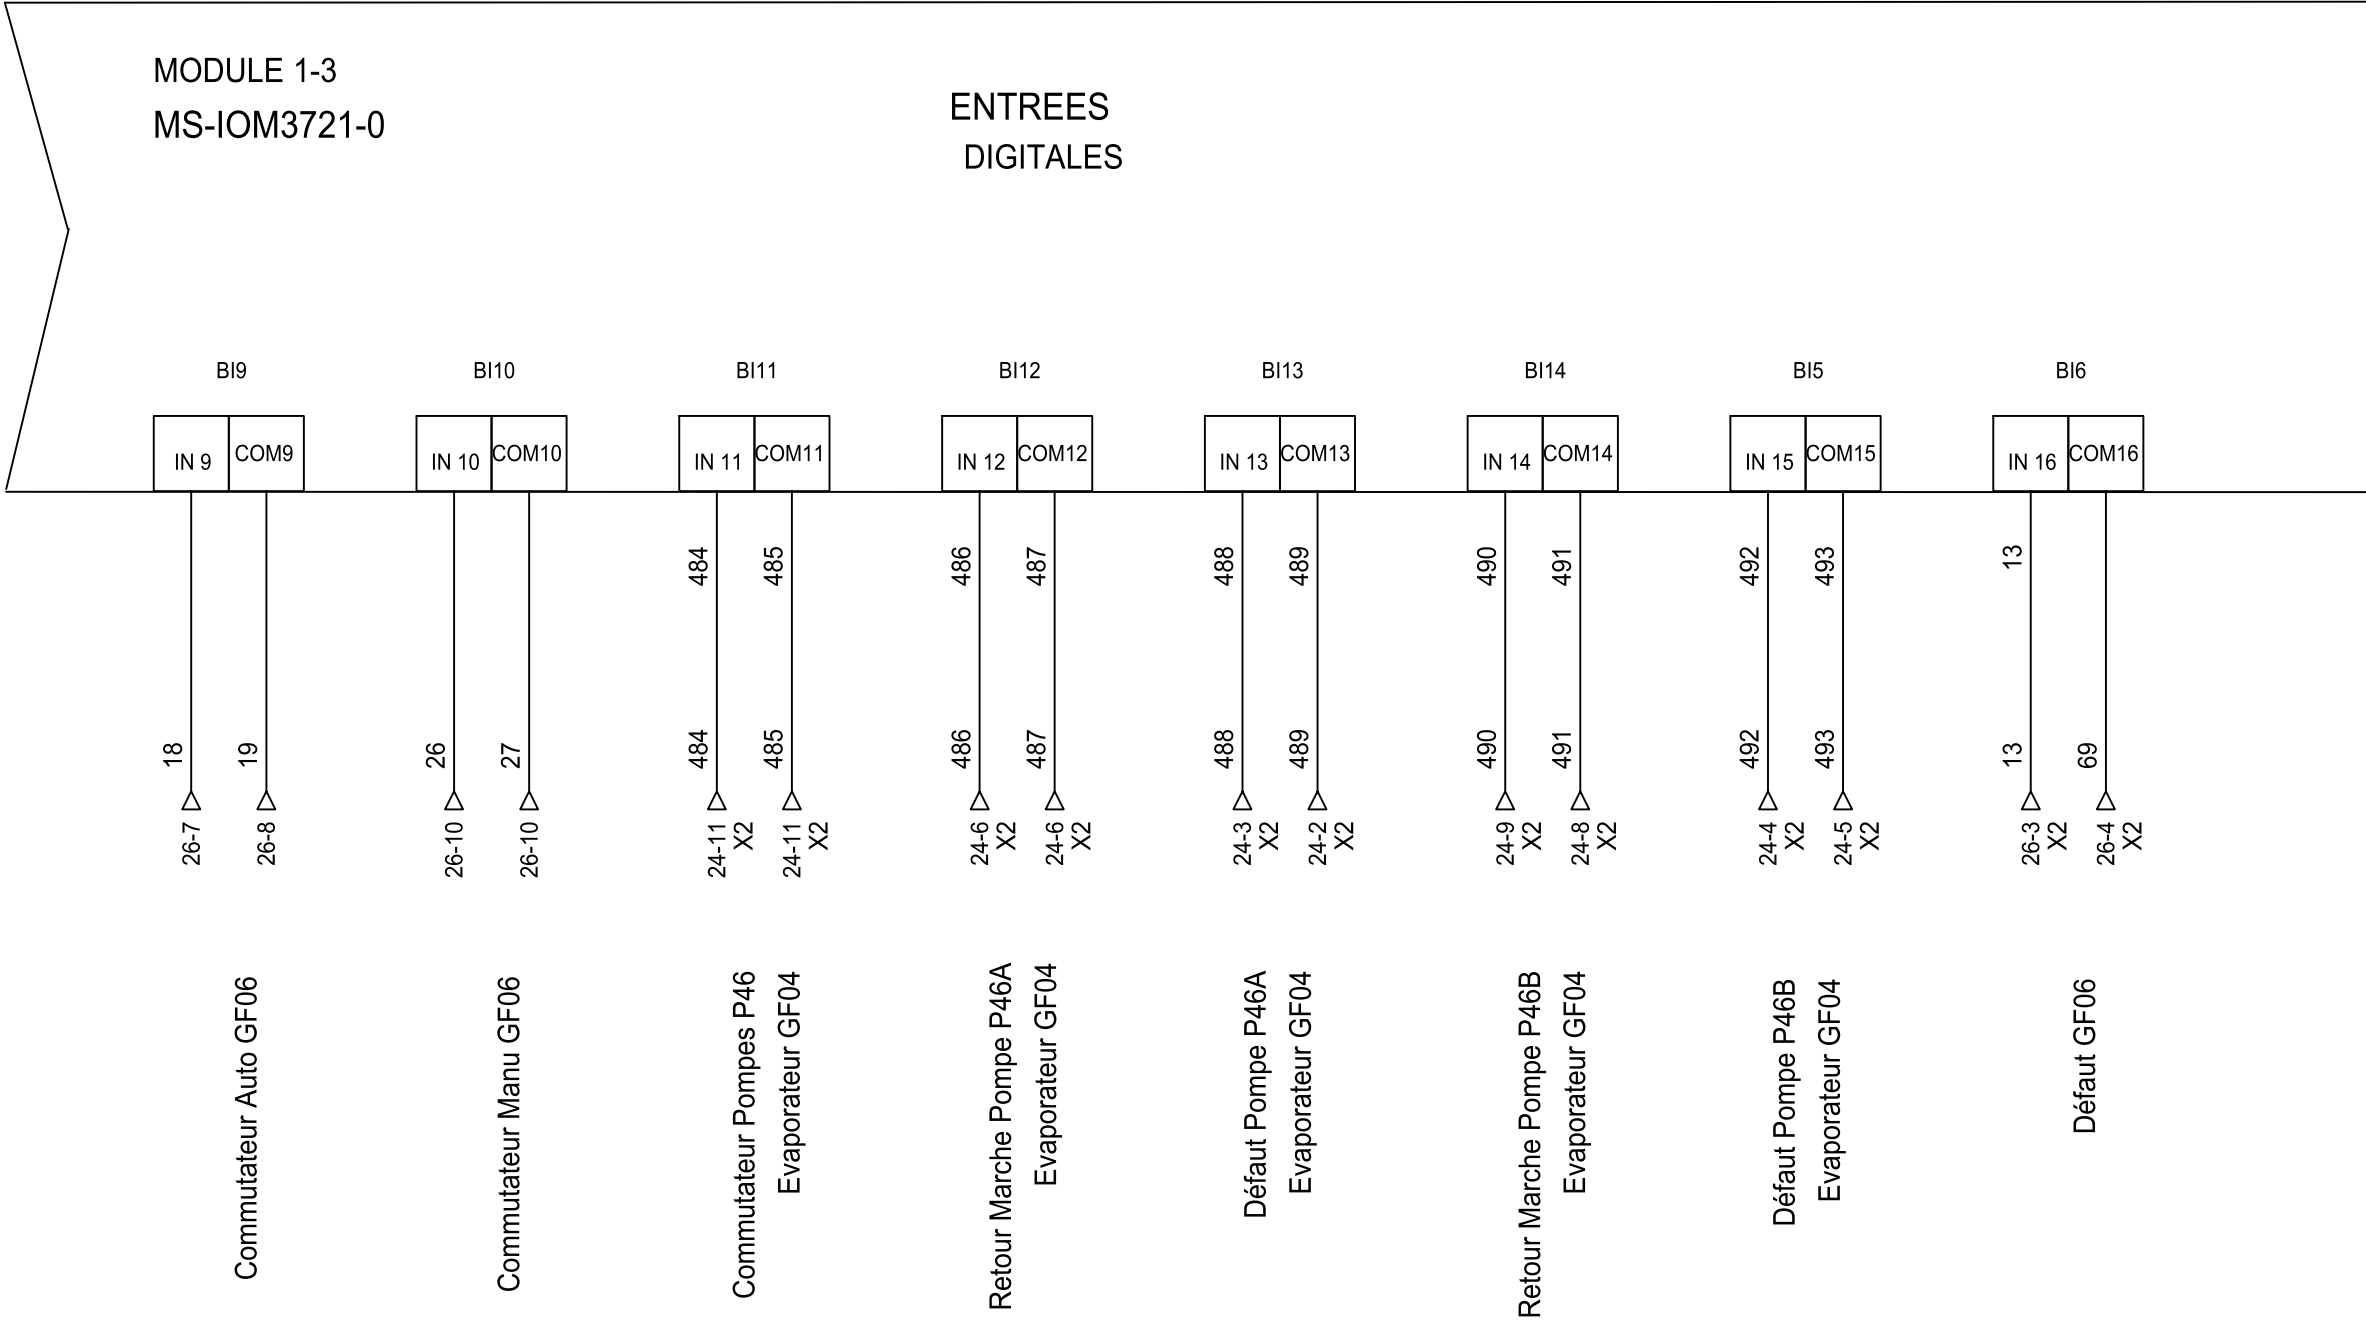 MODULE 1-3
MS-IOM3721-0
ENTREES
DIGITALES
BI9
BI10
BI11
BI12
BI13
BI14
BI5
BI6
IN 9
COM9
IN 10
COM10
IN 11
COM11
IN 12
COM12
IN 13
COM13
IN 14
COM14
IN 15
COM15
IN 16
COM16
484
485
486
487
488
489
490
491
492
493
13
18
19
26
27
484
485
486
487
488
489
490
491
492
493
13
69
26-7
26-8
26-10
26-10
24-11
X2
24-11
X2
24-6
X2
24-6
X2
24-3
X2
24-2
X2
24-9
X2
24-8
X2
24-4
X2
24-5
X2
26-3
X2
26-4
X2
Commutateur Auto GF06
Commutateur Manu GF06
Commutateur Pompes P46
Evaporateur GF04
Retour Marche Pompe P46A
Evaporateur GF04
Défaut Pompe P46A
Evaporateur GF04
Retour Marche Pompe P46B
Evaporateur GF04
Défaut Pompe P46B
Evaporateur GF04
Défaut GF06